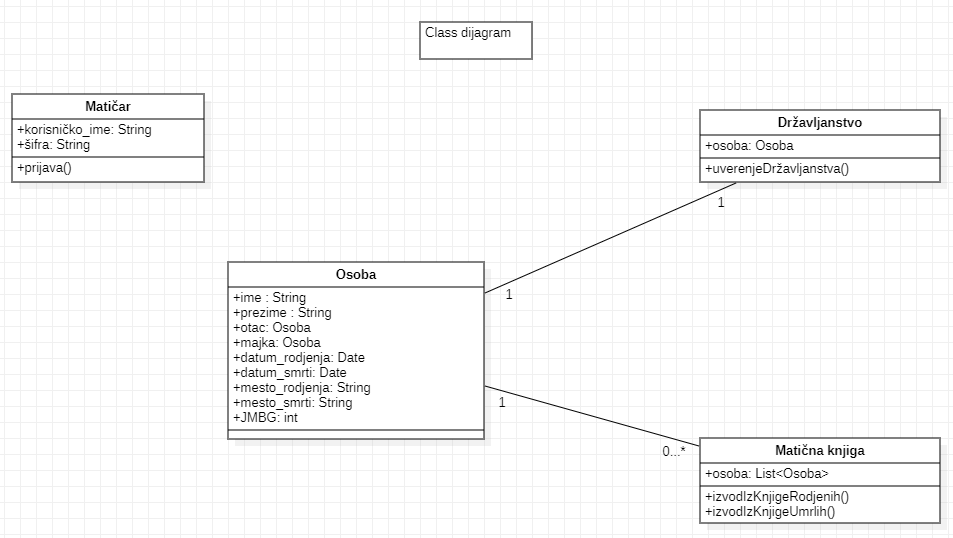 Class dijagram
Matičar
+korisničko_ime: String
+šifra: String
+prijava()
Državljanstvo
+osoba: Osoba
+uverenjeDržavljanstva()
1
1
Osoba
+ime : String
+prezime : String
+otac: Osoba
+majka: Osoba
+datum_rodjenja: Date
+datum_smrti: Date
+mesto_rodjenja: String
+mesto_smrti: String
+JMBG: int
1
0...*
Matična knjiga
+osoba: List<Osoba>
+izvodIzKnjigeRodjenih()
+izvodIzKnjigeUmrlih()